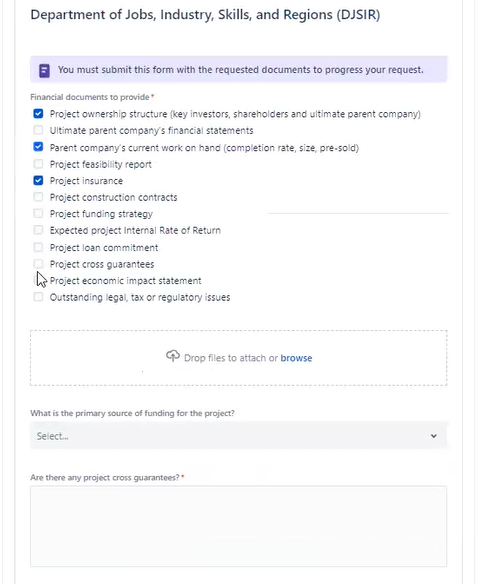 Department of Jobs, Industry, Skills, and Regions (DJSIR)
You must submit this form with the requested documents to progress your request.
Financial documents to provide *
Project ownership structure (key investors, shareholders and ultimate parent company)
Ultimate parent company's financial statements
Parent company's current work on hand (completion rate, size, pre-sold)
Project feasibility report
Project insurance
Project construction contracts
Project funding strategy
Expected project Internal Rate of Return
Project loan commitment
Project cross guarantees
Project economic impact statement
Outstanding legal, tax or regulatory issues
Drop files to attach or browse
What is the primary source of funding for the project?
Select...
Are there any project cross guarantees? *